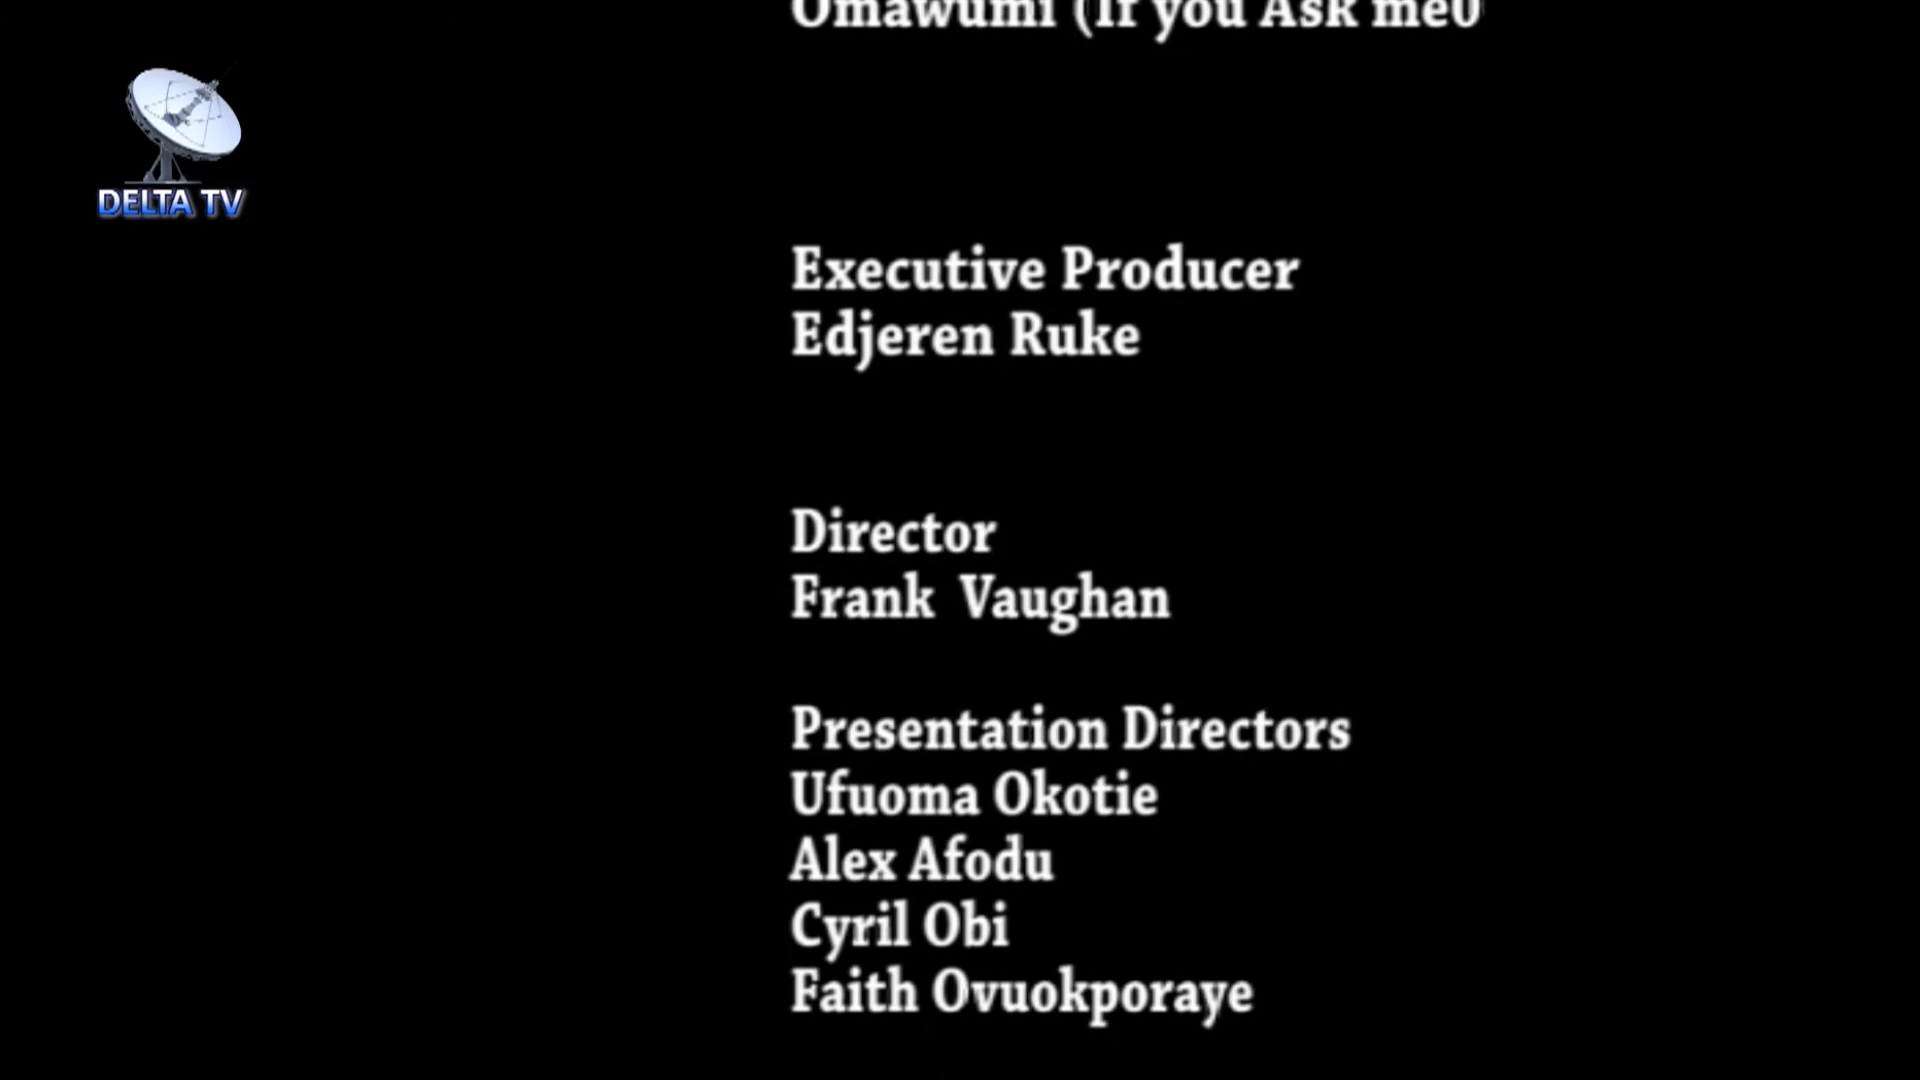 Omawumi (If you Ask me0
DELTA TV
Executive Producer
Edjeren Ruke
Director
Frank Vaughan
Presentation Directors
Ufuoma Okotie
Alex Afodu
Cyril Obi
Faith Ovuokporaye